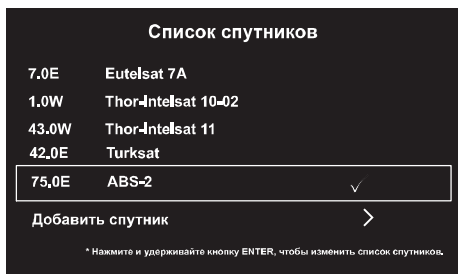 Список спутников
7.0E Eutelsat 7A
1.0W Thor-Intelsat 10-02
43.0W Thor-Intelsat 11
42.0E Turksat
75.0E ABS-2
Добавить спутник
* Нажмите и удерживайте кнопку ENTER, чтобы изменить список спутников.